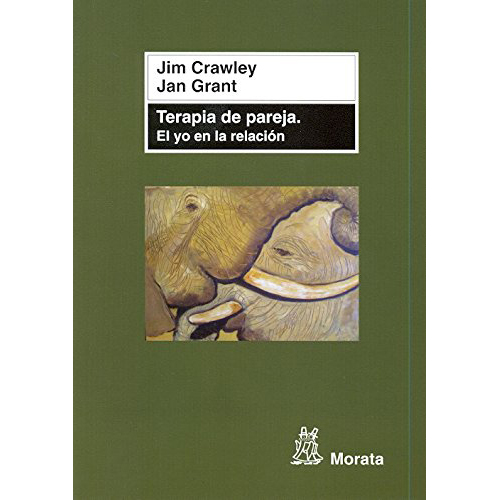 Jim Crawley
Jan Grant
Terapia de pareja.
El yo en la relación
Morata